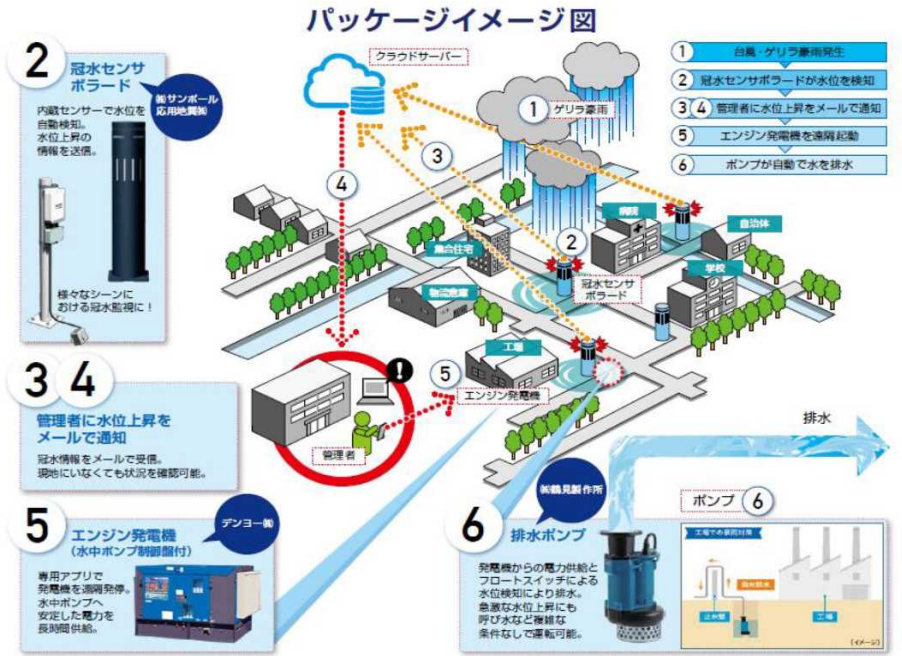 パッケージイメージ図
2
冠水センサ
ボラード
内蔵センサーで水位を
自動検知。
水位上昇の
情報を送信。
㈱サンポール
応用地質㈱
様々なシーンに
おける冠水監視に！
クラウドサーバー
1 ゲリラ豪雨
3
4
2
冠水センサ
ボラード
病院
自治体
集合住宅
学校
物流倉庫
工場
5
エンジン発電機
管理者
1 台風・ゲリラ豪雨発生
2 冠水センサボラードが水位を検知
3 4 管理者に水位上昇をメールで通知
5 エンジン発電機を遠隔起動
6 ポンプが自動で水を排水
3 4
管理者に水位上昇を
メールで通知
冠水情報をメールで受信。
現地にいなくても状況を確認可能。
5
エンジン発電機
（水中ポンプ制御盤付）
デンヨー㈱
専用アプリで
発電機を遠隔発停。
水中ポンプへ
安定した電力を
長時間供給。
排水
㈱鶴見製作所
6
排水ポンプ
発電機からの電力供給と
フロートスイッチによる
水位検知により排水。
急激な水位上昇にも
呼び水など複雑な
条件なしで運転可能。
ポンプ 6
強制排水
止水壁
工場
（イメージ）